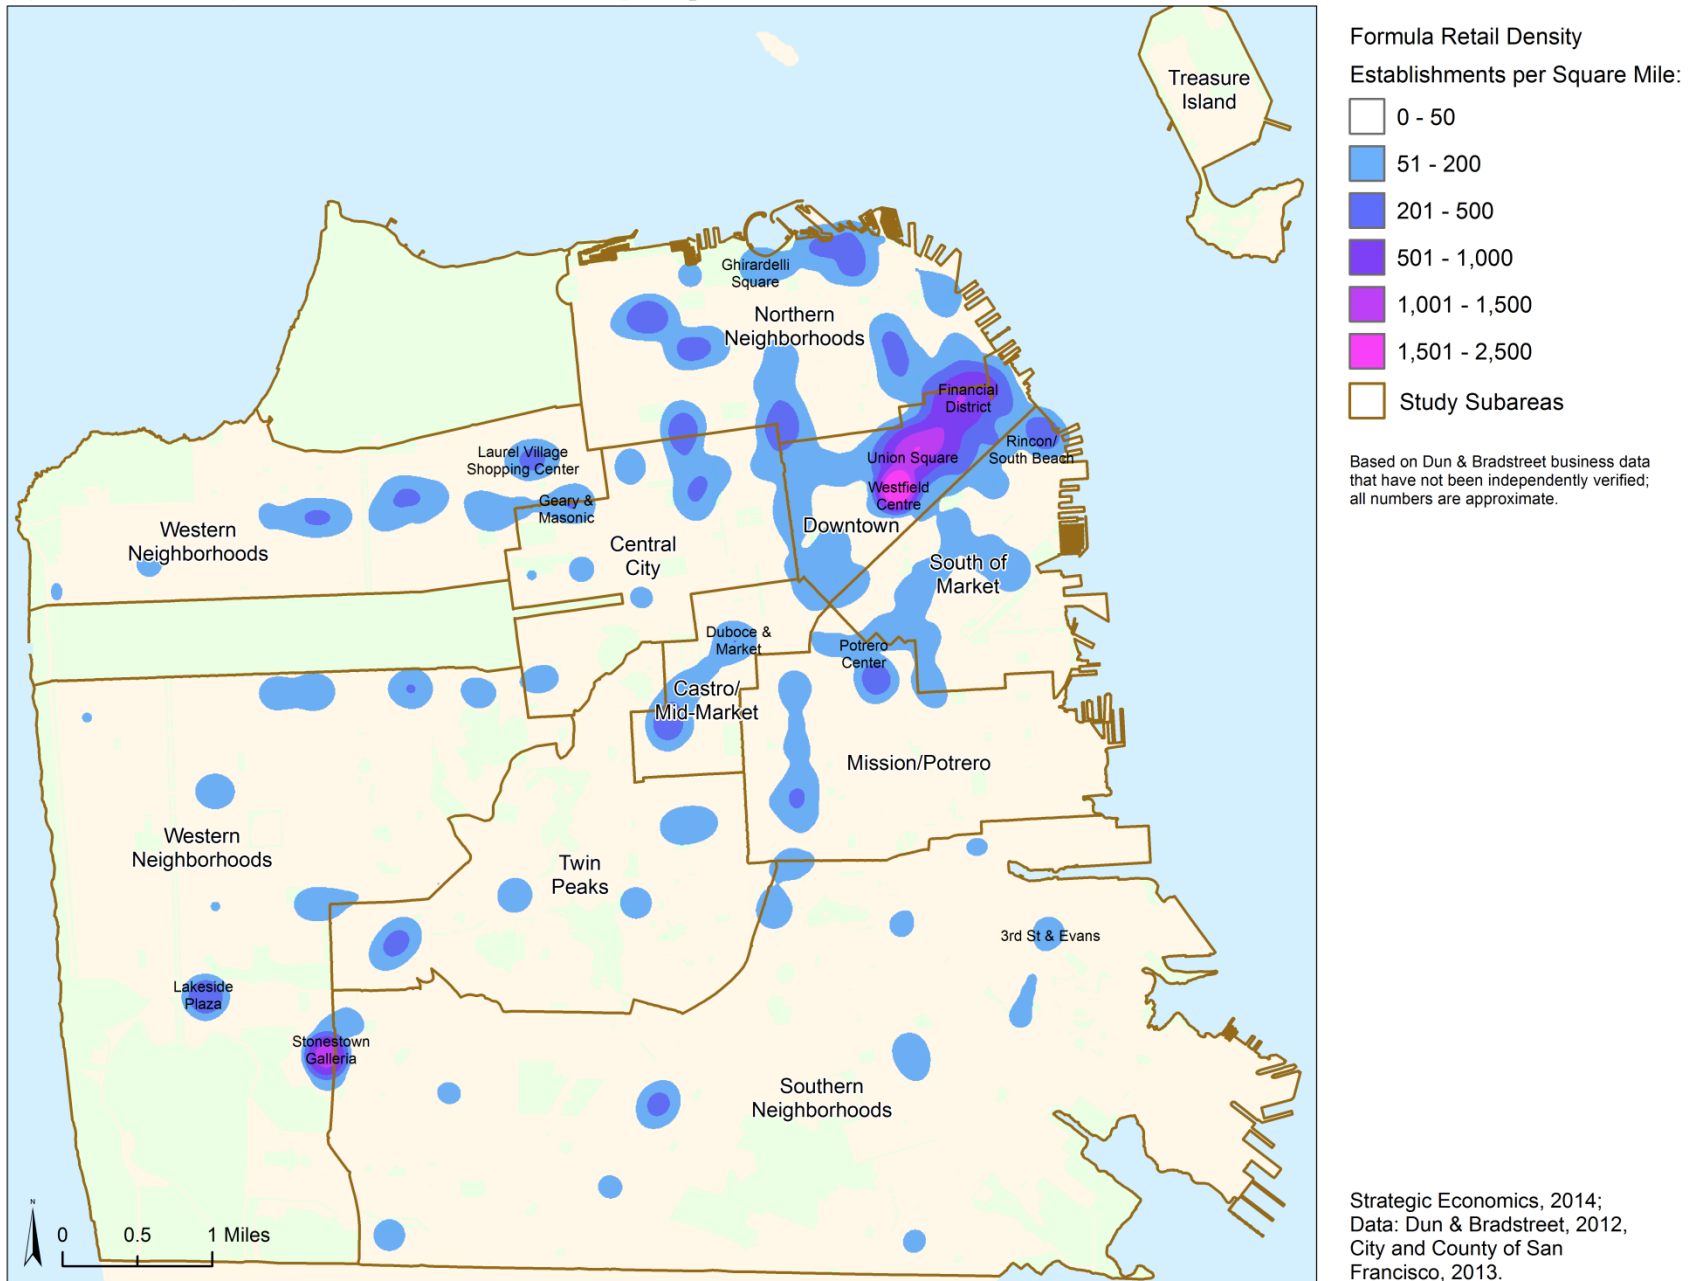 Formula Retail Density
Establishments per Square Mile:
0 - 50
51 - 200
201 - 500
501 - 1,000
1,001 - 1,500
1,501 - 2,500
Study Subareas
Based on Dun & Bradstreet business data
that have not been independently verified;
all numbers are approximate.
Treasure
Island
Ghirardelli
Square
Northern
Neighborhoods
Financial
District
Laurel Village
Shopping Center
Union Square
Rincon/
South Beach
Westfield
Centre
Geary &
Masonic
Western
Neighborhoods
Downtown
Central
City
South of
Market
Duboce &
Market
Potrero
Center
Castro/
Mid-Market
Mission/Potrero
Western
Neighborhoods
Twin
Peaks
3rd St & Evans
Lakeside
Plaza
Stonestown
Galleria
Southern
Neighborhoods
N
0 0.5 1 Miles
Strategic Economics, 2014;
Data: Dun & Bradstreet, 2012,
City and County of San
Francisco, 2013.